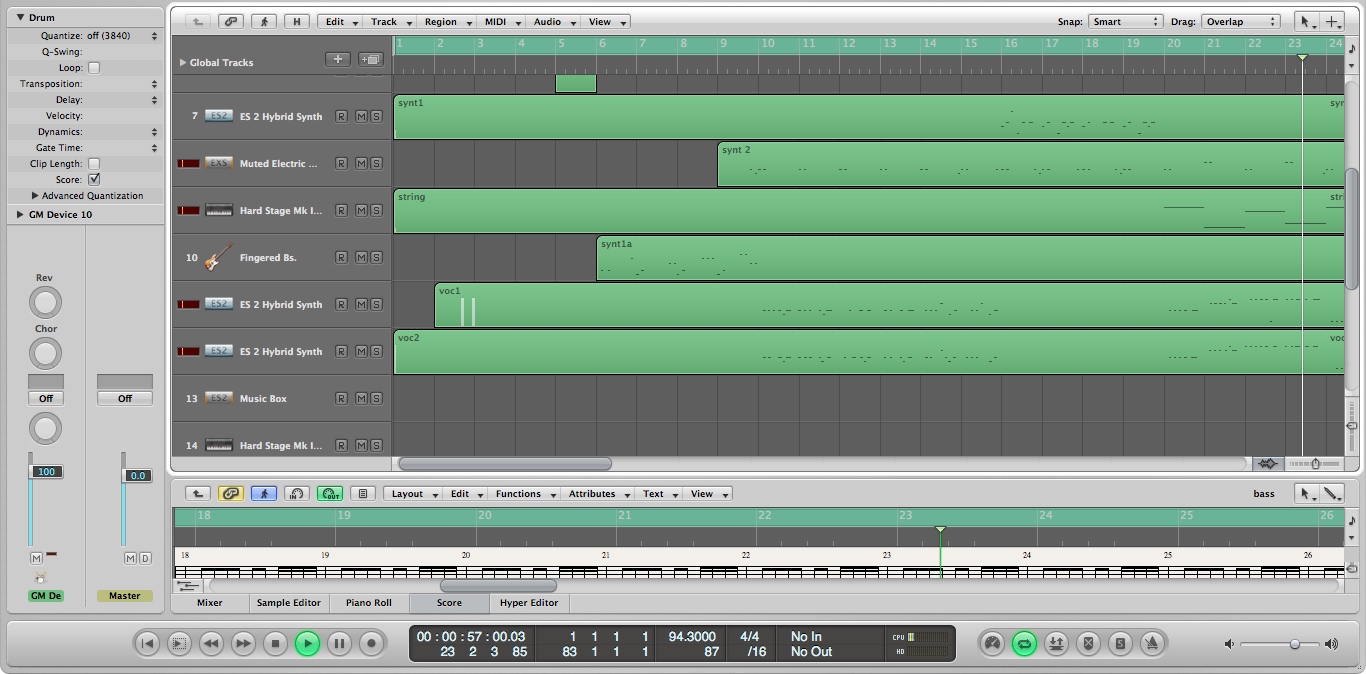 Drum
Quantize: off (3840)
Q-Swing:
Loop:
Transposition:
Delay:
Velocity:
Dynamics:
Gate Time:
Clip Length:
Score:
Advanced Quantization
GM Device 10
Rev
Chor
Off Off
100 0.0
M M D
GM De Master
H Edit Track Region MIDI Audio View Snap: Smart Drag: Overlap
Global Tracks
1 2 3 4 5 6 7 8 9 10 11 12 13 14 15 16 17 18 19 20 21 22 23 24
7 ES2 ES 2 Hybrid Synth R M S synt1 syn
EXS Muted Electric ... R M S synt 2
Hard Stage Mk I... R M S string stri
10 Fingered Bs. R M S synt1a
ES2 ES 2 Hybrid Synth R M S voc1
ES2 ES 2 Hybrid Synth R M S voc2 voc
13 ES2 Music Box R M S
14 Hard Stage Mk I... R M S
IN OUT Layout Edit Functions Attributes Text View bass
18 19 20 21 22 23 24 25 26
18 19 20 21 22 23 24 25 26
Mixer Sample Editor Piano Roll Score Hyper Editor
00 : 00 : 57 : 00.03 1 1 1 1 94.3000 4/4 No In CPU
23 2 3 85 83 1 1 1 87 /16 No Out HD
S